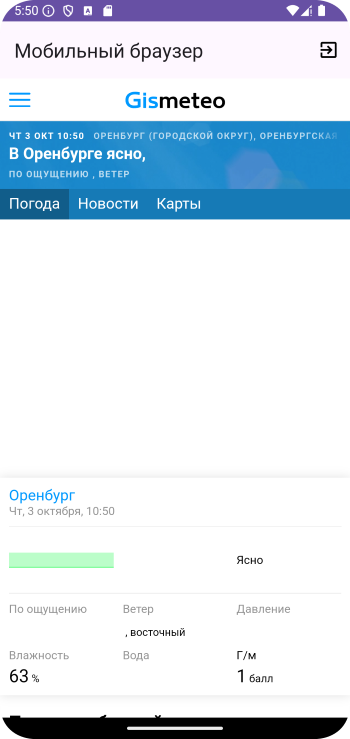 5:50
Мобильный браузер
Gismeteo
ЧТ 3 ОКТ 10:50 ОРЕНБУРГ (ГОРОДСКОЙ ОКРУГ), ОРЕНБУРГСКАЯ
В Оренбурге ясно,
ПО ОЩУЩЕНИЮ , ВЕТЕР
Погода Новости Карты
Оренбург
Чт, 3 октября, 10:50
Ясно
По ощущению Ветер Давление
, восточный
Влажность Вода Г/м
63 % 1 балл